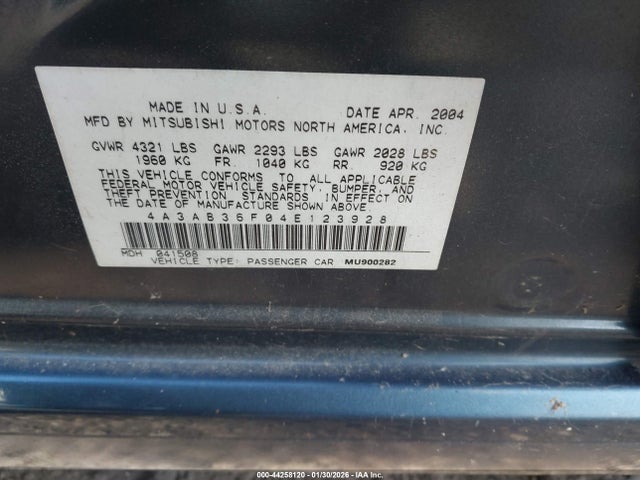 MADE IN U.S.A. DATE APR. 2004
MFD BY MITSUBISHI MOTORS NORTH AMERICA, INC.
GVWR 4321 LBS GAWR 2293 LBS GAWR 2028 LBS
1960 KG FR. 1040 KG RR 920 KG
THIS VEHICLE CONFORMS TO ALL APPLICABLE
FEDERAL MOTOR VEHICLE SAFETY, BUMPER, AND
THEFT PREVENTION STANDARDS IN EFFECT ON
THE DATE OF MANUFACTURE SHOWN ABOVE
4A3AB36F04E123928
MDH 041508
VEHICLE TYPE: PASSENGER CAR MU900282
000-44258120 - 01/30/2026 - IAA Inc.